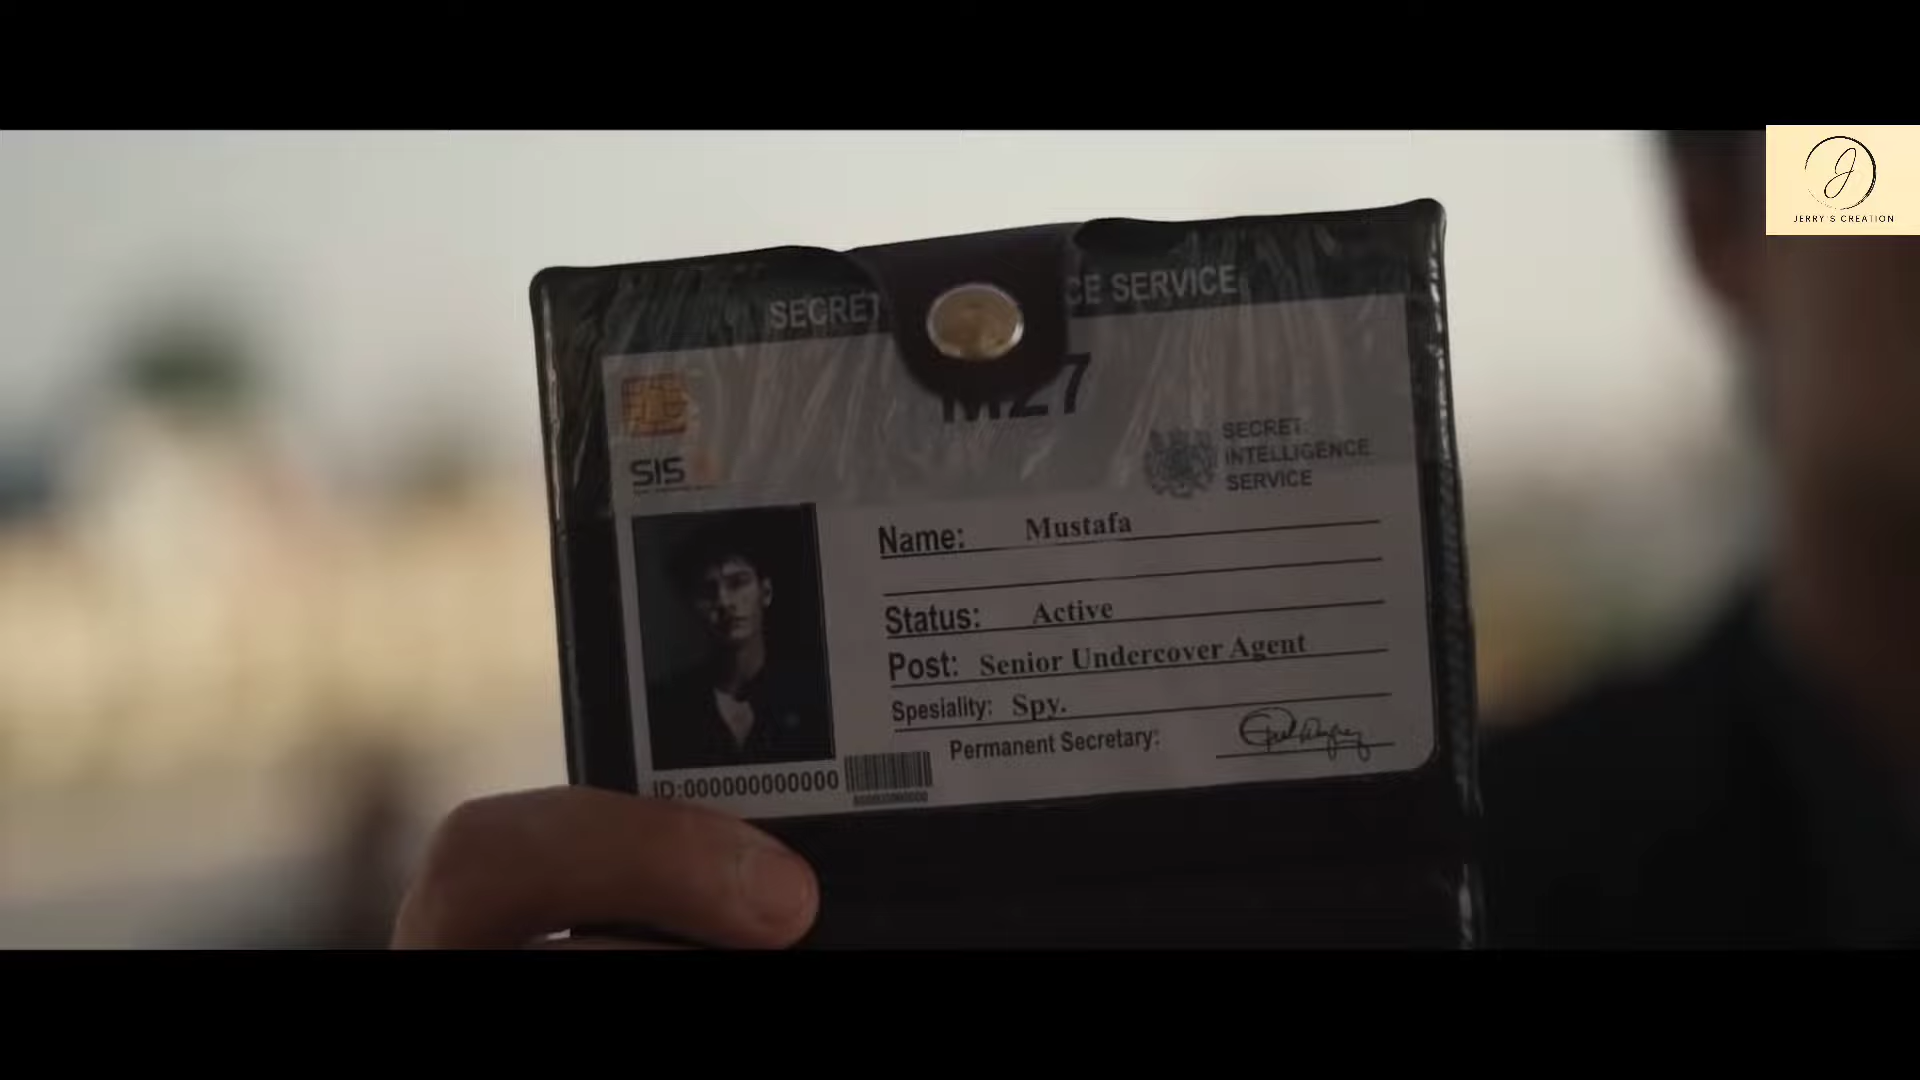 SECRET CE SERVICE
M27
SIS
SECRET
INTELLIGENCE
SERVICE
Name: Mustafa
Status: Active
Post: Senior Undercover Agent
Spesiality: Spy.
Permanent Secretary:
ID:000000000000
J
JERRY S CREATION